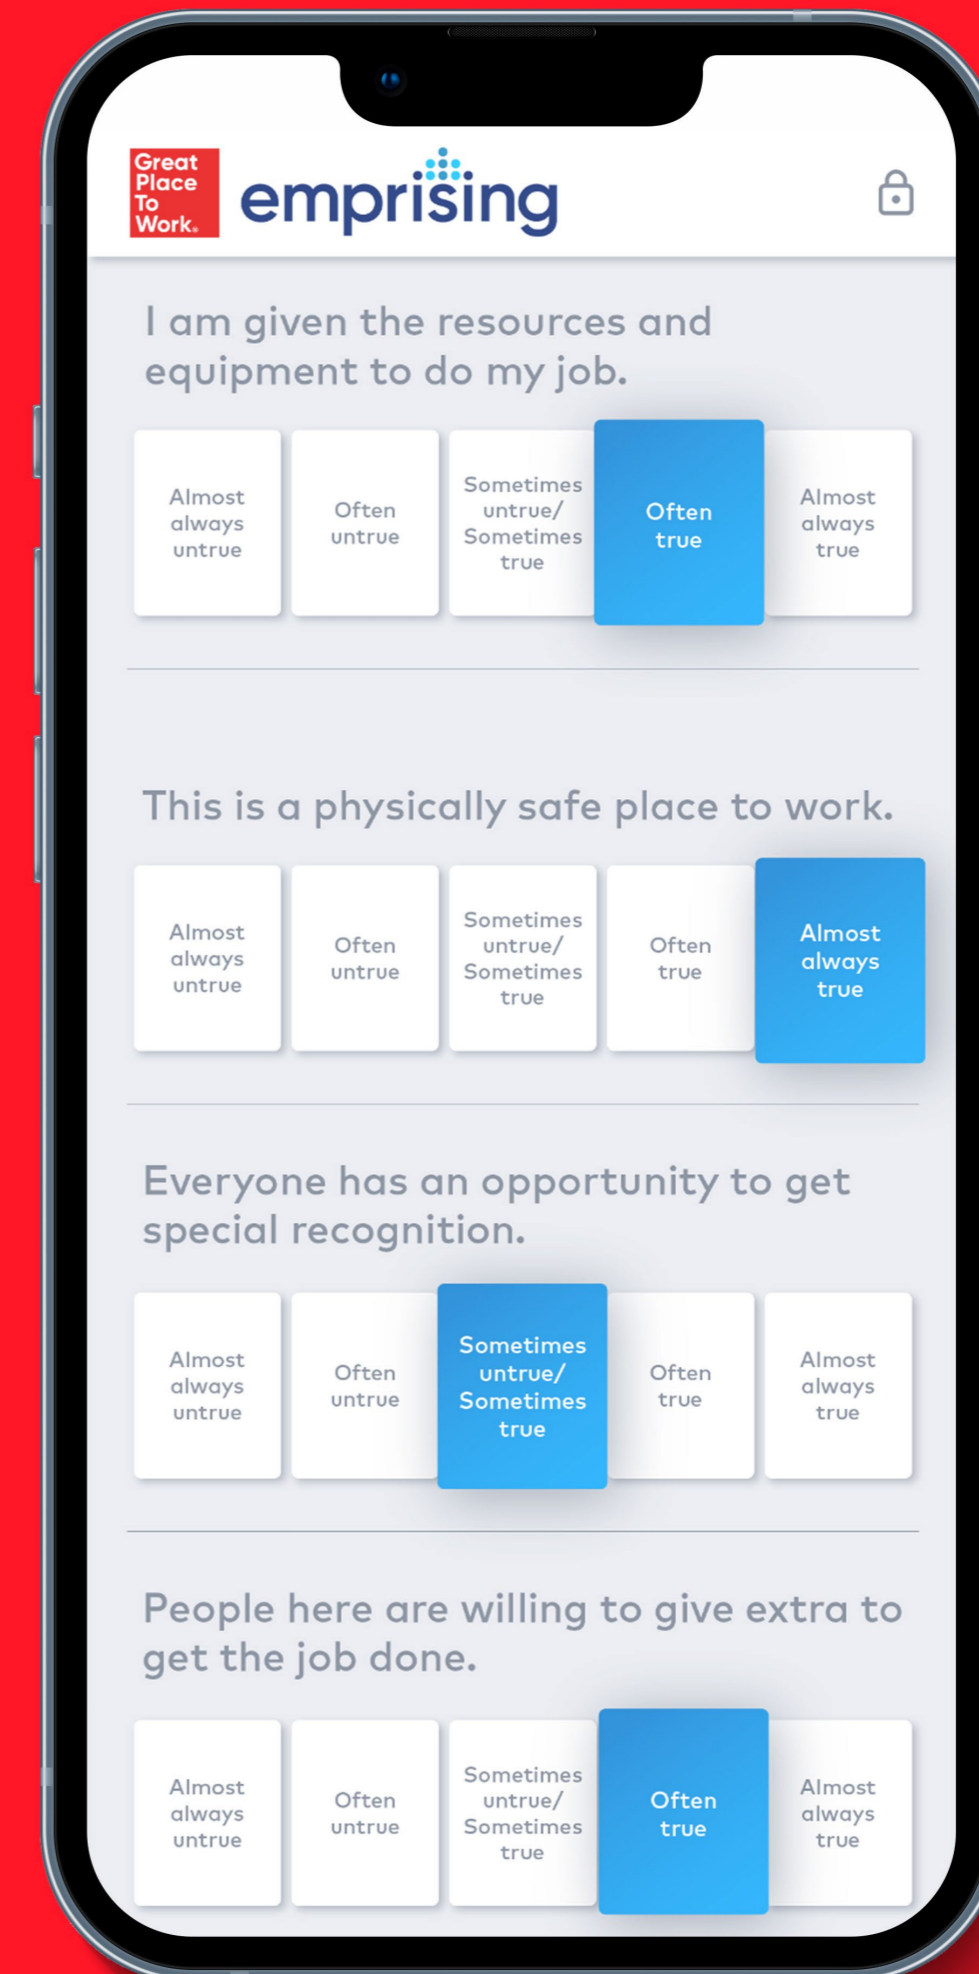 Great
Place
To
Work.
emprising
I am given the resources and
equipment to do my job.
Almost
always
untrue
Often
untrue
Sometimes
untrue/
Sometimes
true
Often
true
Almost
always
true
This is a physically safe place to work.
Almost
always
untrue
Often
untrue
Sometimes
untrue/
Sometimes
true
Often
true
Almost
always
true
Everyone has an opportunity to get
special recognition.
Almost
always
untrue
Often
untrue
Sometimes
untrue/
Sometimes
true
Often
true
Almost
always
true
People here are willing to give extra to
get the job done.
Almost
always
untrue
Often
untrue
Sometimes
untrue/
Sometimes
true
Often
true
Almost
always
true